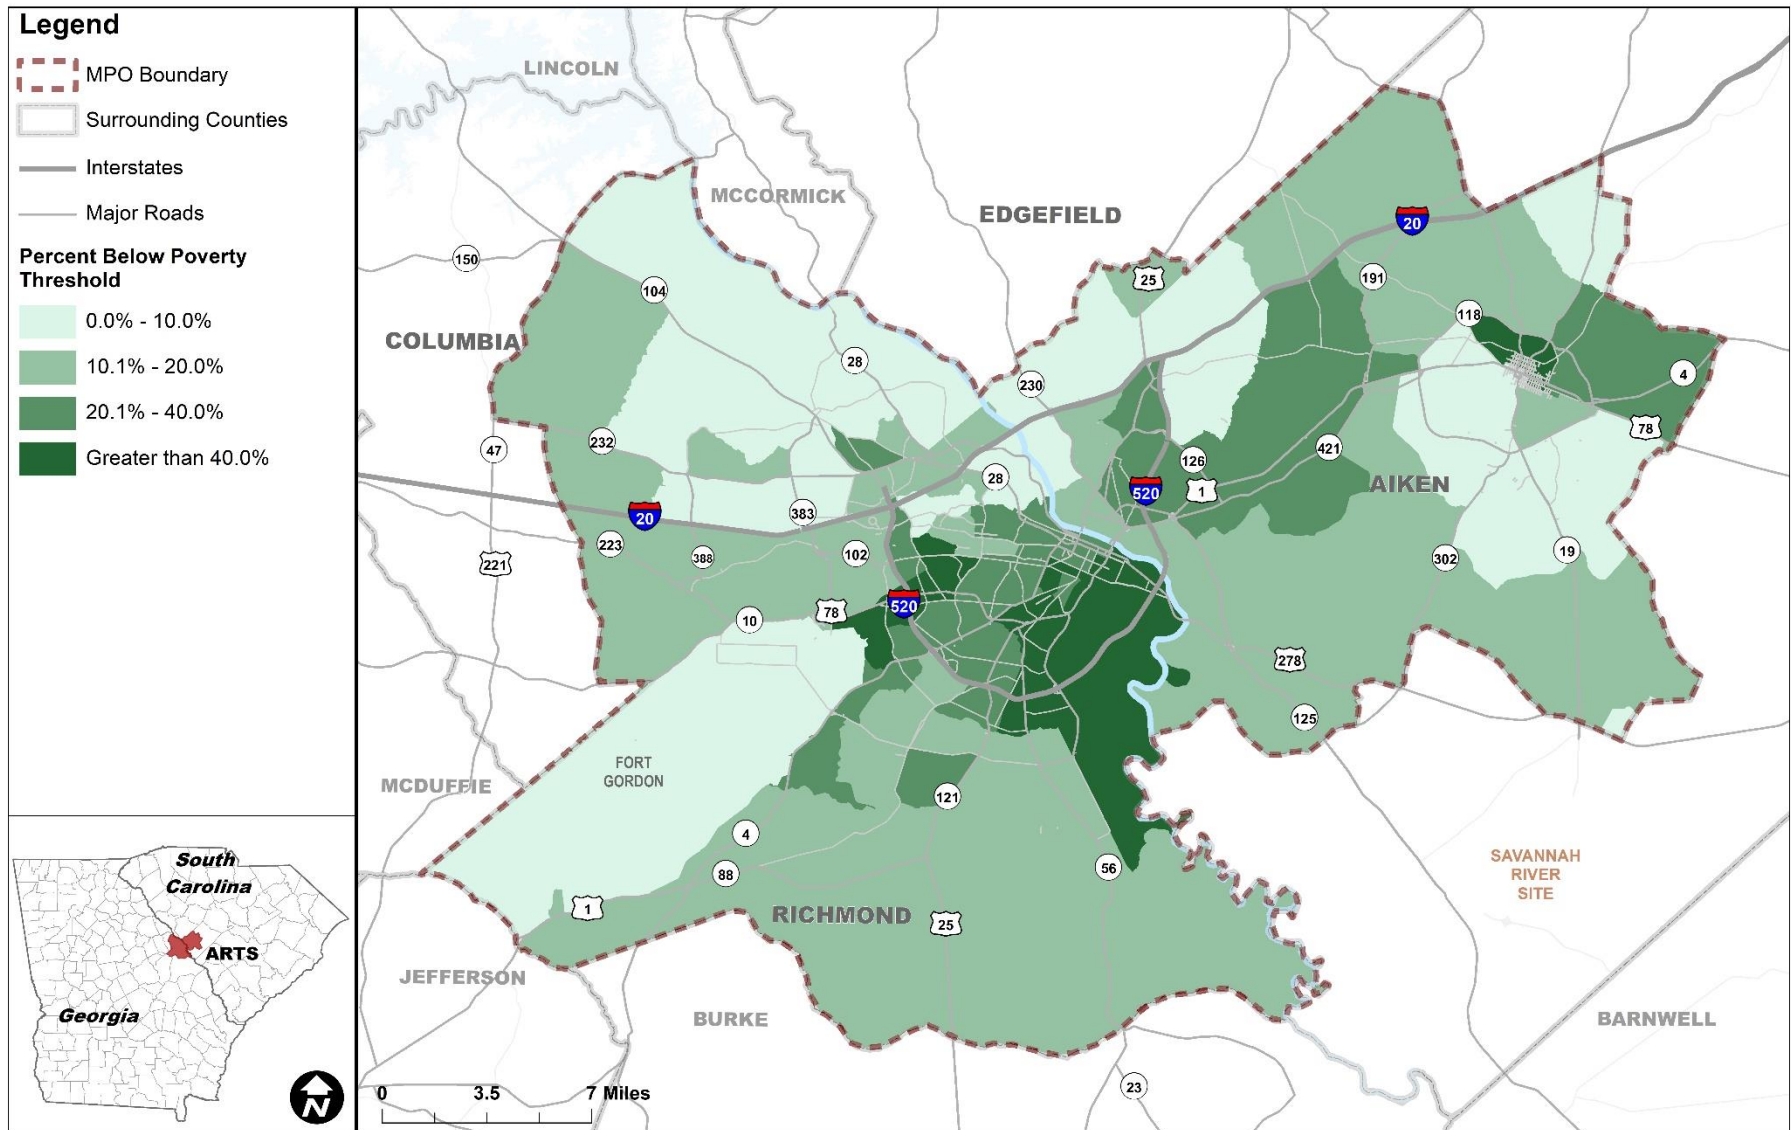 Legend
MPO Boundary
Surrounding Counties
Interstates
Major Roads
Percent Below Poverty
Threshold
0.0% - 10.0%
10.1% - 20.0%
20.1% - 40.0%
Greater than 40.0%
South
Carolina
ARTS
Georgia
N
LINCOLN
MCCORMICK
EDGEFIELD
20
150
25
191
104
118
COLUMBIA
28
230
4
78
232
47
421
126
28
AIKEN
520
1
20
383
223
388
102
221
302
19
520
78
10
278
125
FORT
GORDON
MCDUFFIE
121
4
88
56
SAVANNAH
RIVER
SITE
1
RICHMOND
25
JEFFERSON
BURKE
BARNWELL
23
0 3.5 7 Miles